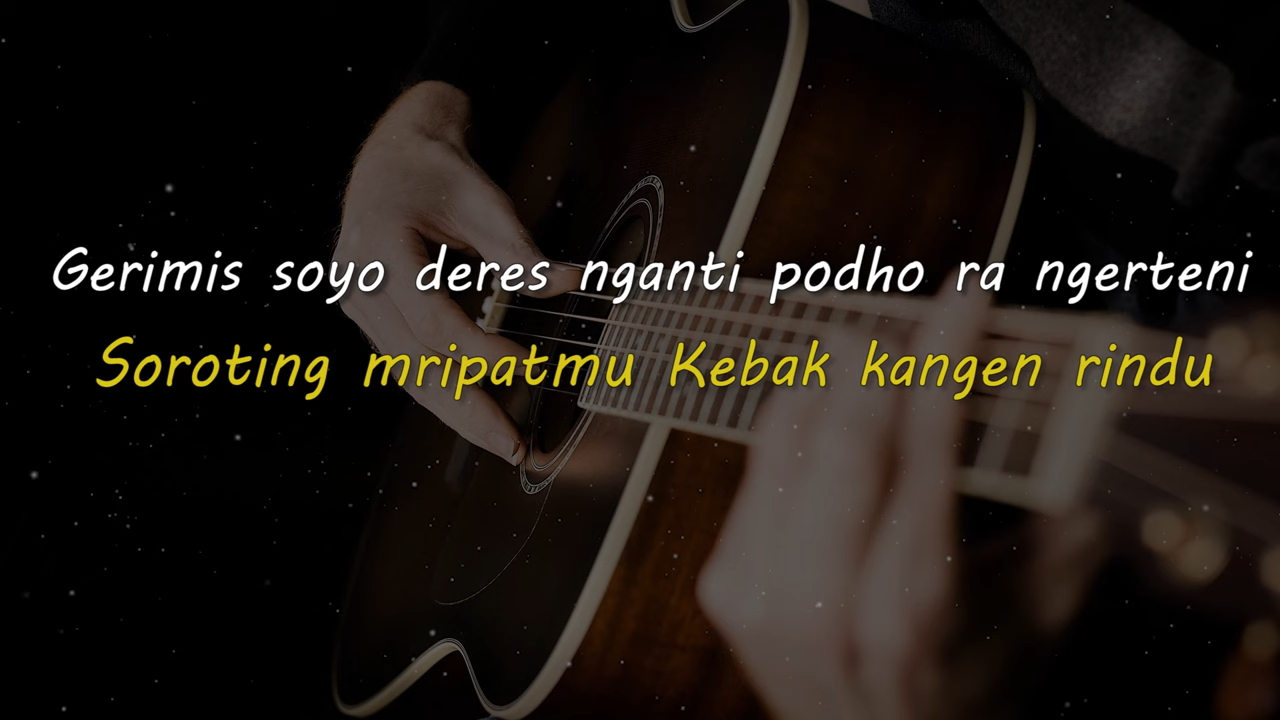 Gerimis soyo deres nganti podho ra ngerteni
Soroting mripatmu Kebak kangen rindu